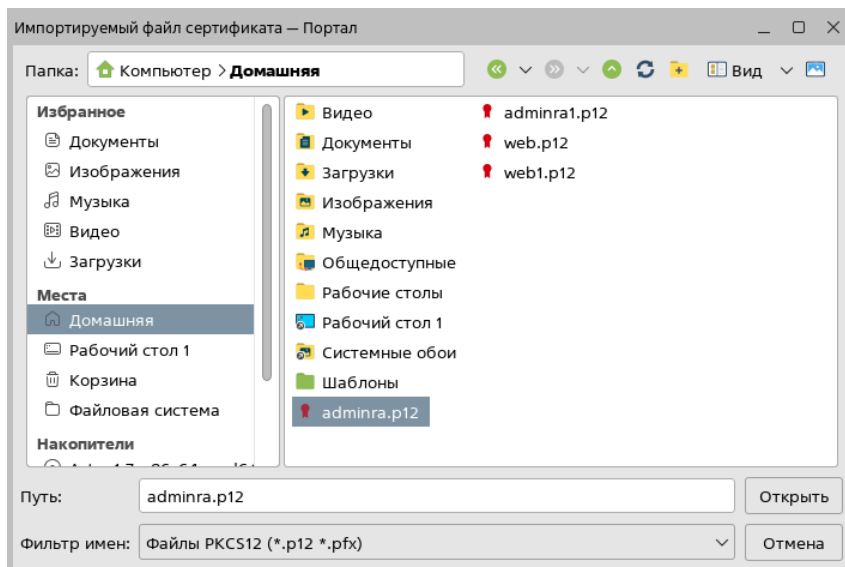 Импортируемый файл сертификата — Портал
Папка: Компьютер > Домашняя Вид
Избранное
Документы
Изображения
Музыка
Видео
Загрузки
Места
Домашняя
Рабочий стол 1
Корзина
Файловая система
Накопители
Видео
Документы
Загрузки
Изображения
Музыка
Общедоступные
Рабочие столы
Рабочий стол 1
Системные обои
Шаблоны
adminra.p12
adminra1.p12
web.p12
web1.p12
Путь: adminra.p12 Открыть
Фильтр имен: Файлы PKCS12 (*.p12 *.pfx) Отмена